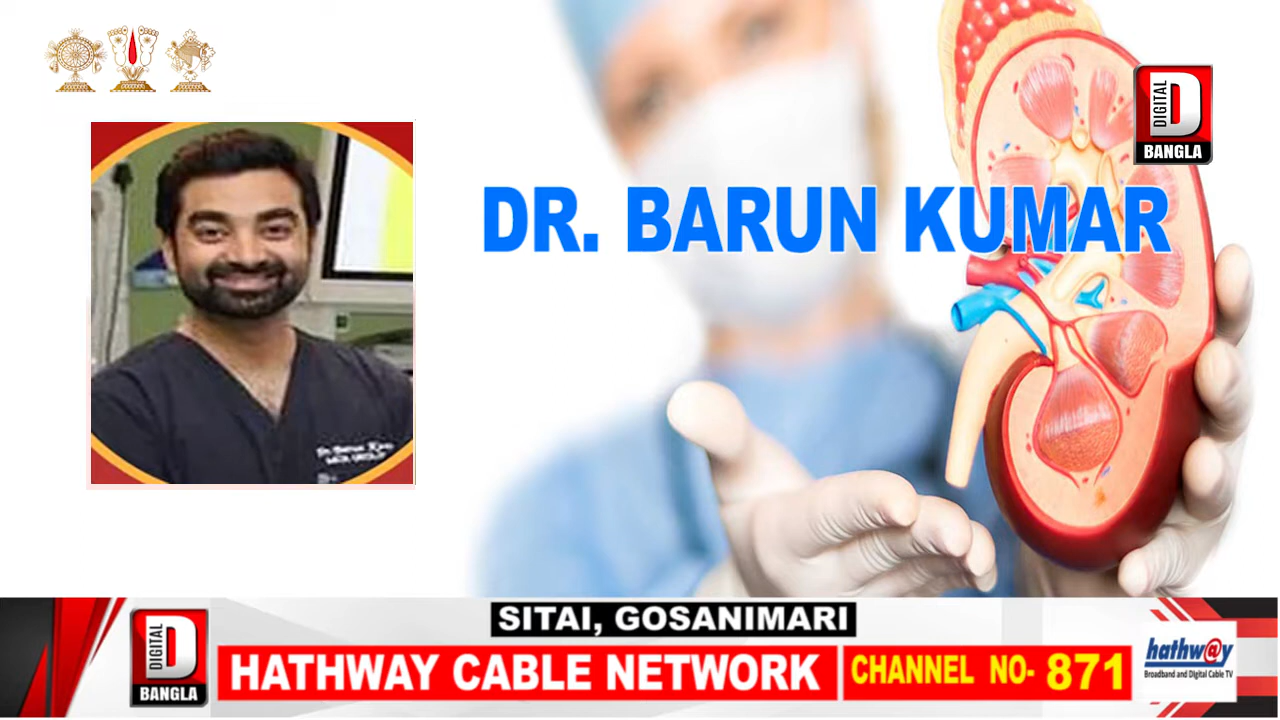 DIGITAL
D
BANGLA
DR. BARUN KUMAR
SITAI, GOSANIMARI
DIGITAL
D
BANGLA
HATHWAY CABLE NETWORK
CHANNEL NO- 871
hathw@y
Broadband and Digital Cable TV